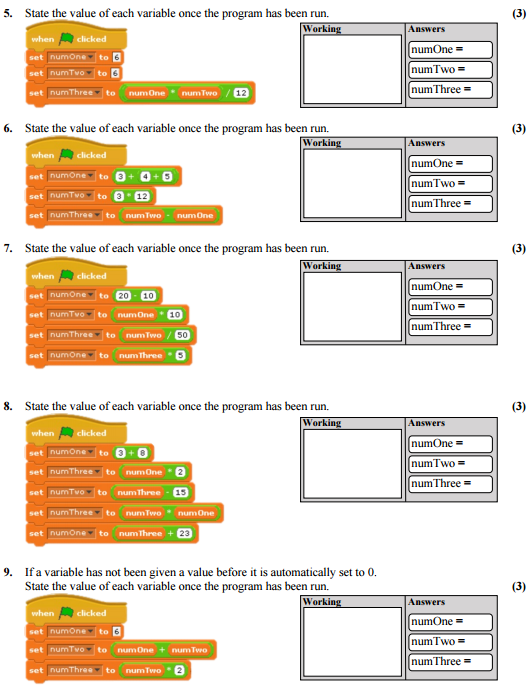 5. State the value of each variable once the program has been run. (3)
when clicked
set numOne to 6
set numTwo to 6
set numThree to numOne * numTwo / 12
Working Answers
numOne =
numTwo =
numThree =
6. State the value of each variable once the program has been run. (3)
when clicked
set numOne to 3 + 4 + 5
set numTwo to 3 * 12
set numThree to numTwo - numOne
Working Answers
numOne =
numTwo =
numThree =
7. State the value of each variable once the program has been run. (3)
when clicked
set numOne to 20 - 10
set numTwo to numOne * 10
set numThree to numTwo / 50
set numOne to numThree * 5
Working Answers
numOne =
numTwo =
numThree =
8. State the value of each variable once the program has been run. (3)
when clicked
set numOne to 3 + 8
set numThree to numOne * 2
set numTwo to numThree - 15
set numThree to numTwo * numOne
set numOne to numThree + 23
Working Answers
numOne =
numTwo =
numThree =
9. If a variable has not been given a value before it is automatically set to 0.
State the value of each variable once the program has been run. (3)
when clicked
set numOne to 6
set numTwo to numOne + numTwo
set numThree to numTwo * 2
Working Answers
numOne =
numTwo =
numThree =